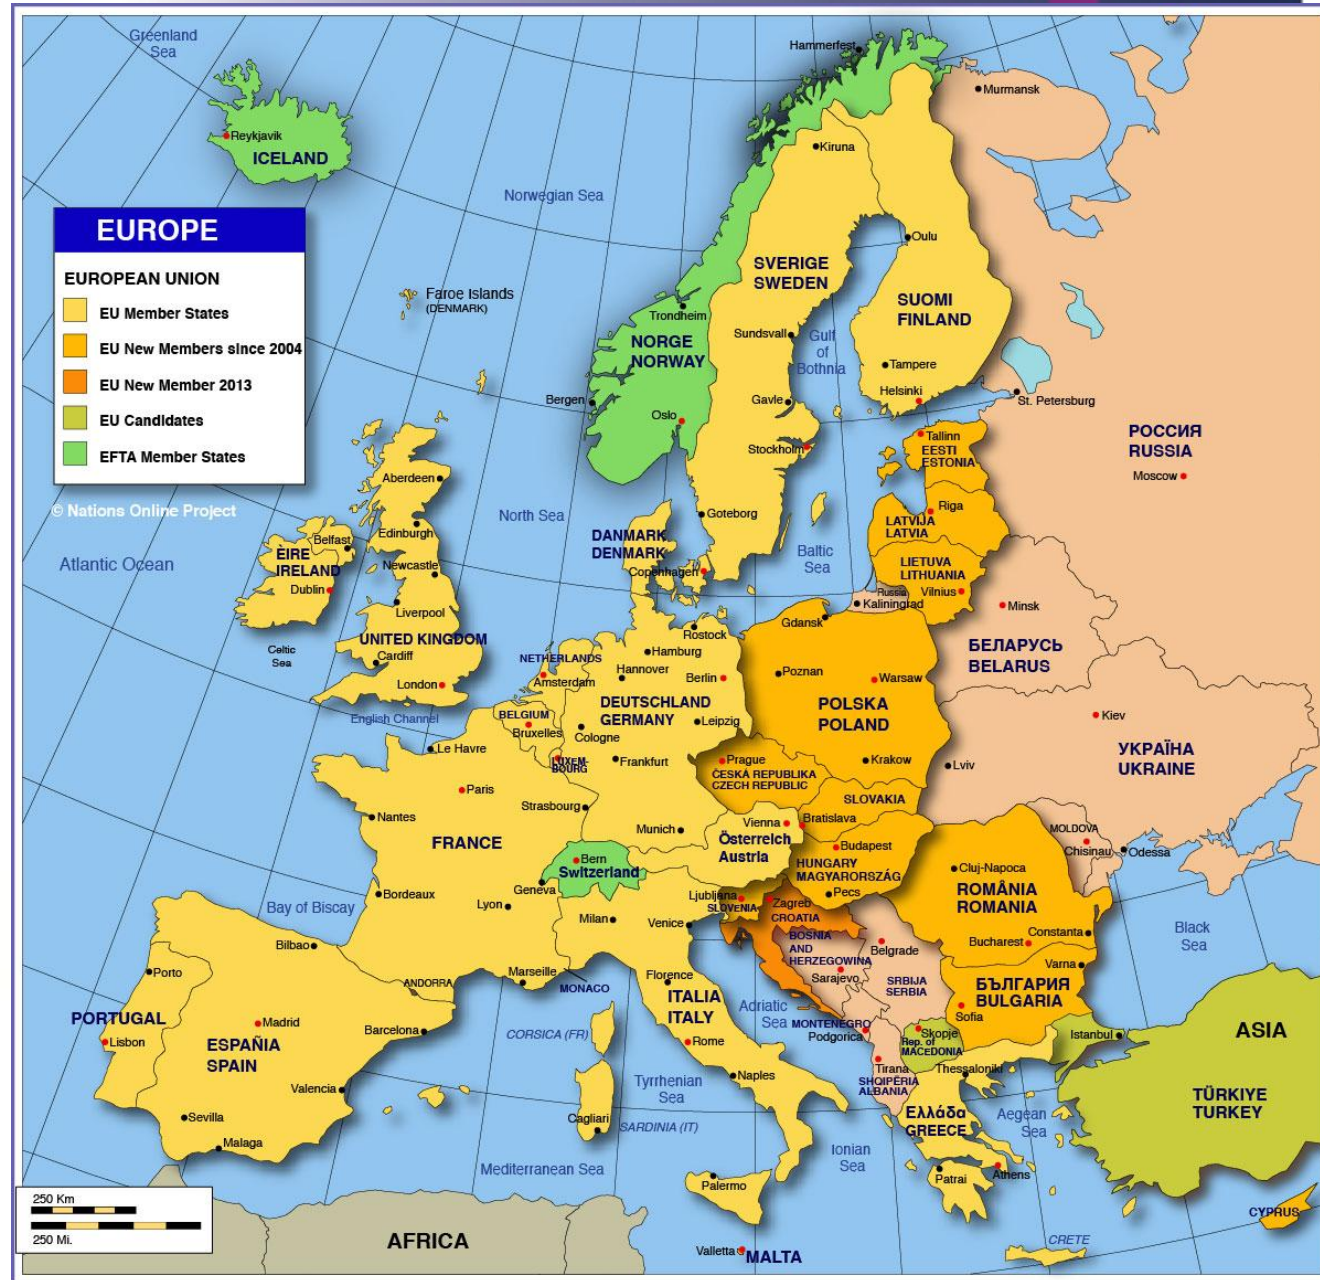 Greenland
Sea
Hammerfest
Murmansk
Reykjavik
ICELAND
Kiruna
Norwegian Sea
EUROPE
EUROPEAN UNION
EU Member States
EU New Members since 2004
EU New Member 2013
EU Candidates
EFTA Member States
© Nations Online Project
Oulu
SVERIGE
SWEDEN
SUOMI
FINLAND
Faroe Islands
(DENMARK)
Trondheim
NORGE
NORWAY
Sundsvall
Gulf
of
Bothnia
Tampere
Helsinki
Bergen
Gavle
St. Petersburg
Oslo
Stockholm
Tallinn
EESTI
ESTONIA
РОССИЯ
RUSSIA
Moscow
Aberdeen
North Sea
Goteborg
Riga
LATVIJA
LATVIA
Edinburgh
Belfast
ÈIRE
IRELAND
Dublin
Newcastle
DANMARK
DENMARK
Copenhagen
Baltic
Sea
LIETUVA
LITHUANIA
Vilnius
Russia
Kaliningrad
Minsk
Atlantic Ocean
Liverpool
UNITED KINGDOM
Cardiff
London
Celtic
Sea
English Channel
Rostock
Hamburg
Gdansk
БЕЛАРУСЬ
BELARUS
NETHERLANDS
Amsterdam
Hannover
Berlin
Poznan
Warsaw
DEUTSCHLAND
GERMANY
POLSKA
POLAND
BELGIUM
Bruxelles
Cologne
Leipzig
Kiev
Le Havre
LUXEM-
BOURG
Frankfurt
Prague
ČESKÁ REPUBLIKA
CZECH REPUBLIC
Krakow
Lviv
УКРАЇНА
UKRAINE
Paris
Strasbourg
SLOVAKIA
Nantes
Munich
Vienna
Bratislava
FRANCE
Österreich
Austria
Budapest
HUNGARY
MAGYARORSZÁG
MOLDOVA
Chisinau
Odessa
Bern
Switzerland
Geneva
Pecs
Cluj-Napoca
ROMÂNIA
ROMANIA
Bordeaux
Lyon
Bay of Biscay
Milan
Venice
Ljubljana
SLOVENIA
Zagreb
CROATIA
Bilbao
BOSNIA
AND
HERZEGOWINA
Sarajevo
Belgrade
Bucharest
Constanta
Black
Sea
Porto
Marseille
MONACO
Florence
SRBIJA
SERBIA
Varna
БЪЛГАРИЯ
BULGARIA
ANDORRA
ITALIA
ITALY
Adriatic
Sea
Sofia
PORTUGAL
Lisbon
Madrid
Barcelona
CORSICA (FR)
MONTENEGRO
Podgorica
Skopje
Rep. of
MACEDONIA
Istanbul
ASIA
ESPAÑIA
SPAIN
Rome
Tirana
SHQIPËRIA
ALBANIA
Thessaloniki
Valencia
Tyrrhenian
Sea
Naples
TÜRKIYE
TURKEY
Sevilla
Malaga
Cagliari
SARDINIA (IT)
Ελλάδα
GREECE
Aegean
Sea
Mediterranean Sea
Ionian
Sea
Palermo
Patrai
Athens
250 Km
250 Mi.
AFRICA
Valletta
MALTA
CRETE
CYPRUS